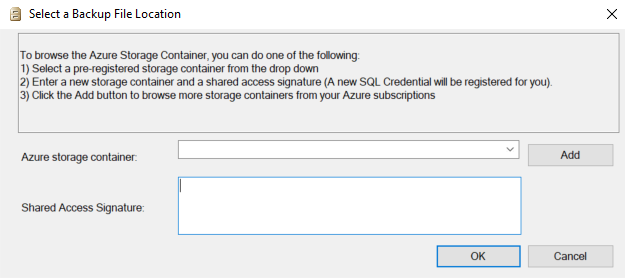 Select a Backup File Location
To browse the Azure Storage Container, you can do one of the following:
1) Select a pre-registered storage container from the drop down
2) Enter a new storage container and a shared access signature (A new SQL Credential will be registered for you).
3) Click the Add button to browse more storage containers from your Azure subscriptions
Azure storage container:
Add
Shared Access Signature:
OK
Cancel